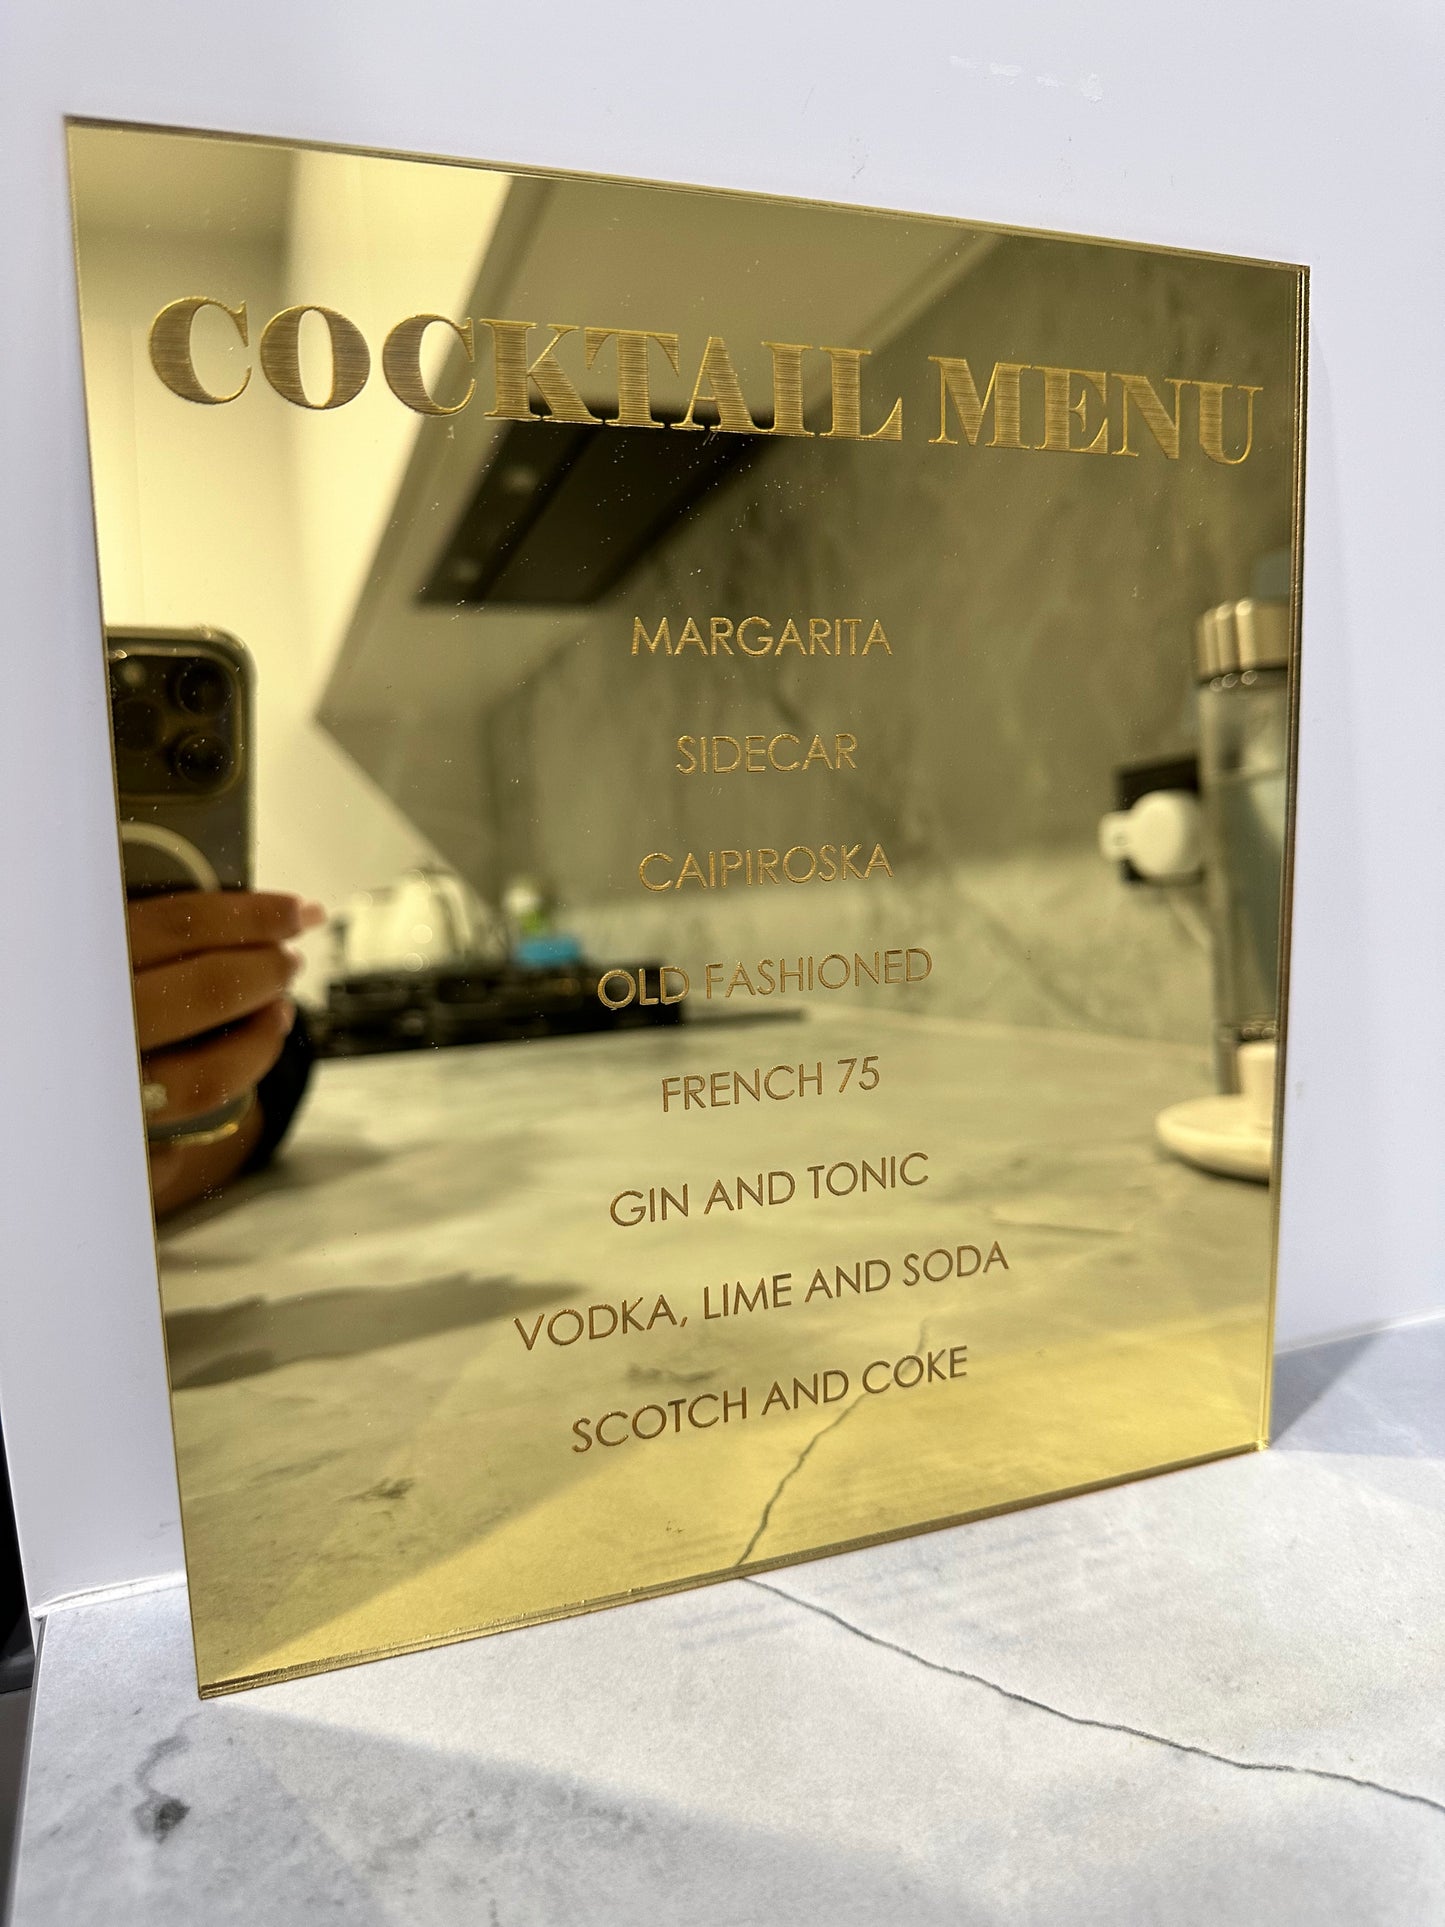 COCKTAIL MENU
MARGARITA
SIDECAR
CAIPIROSKA
OLD FASHIONED
FRENCH 75
GIN AND TONIC
VODKA, LIME AND SODA
SCOTCH AND COKE